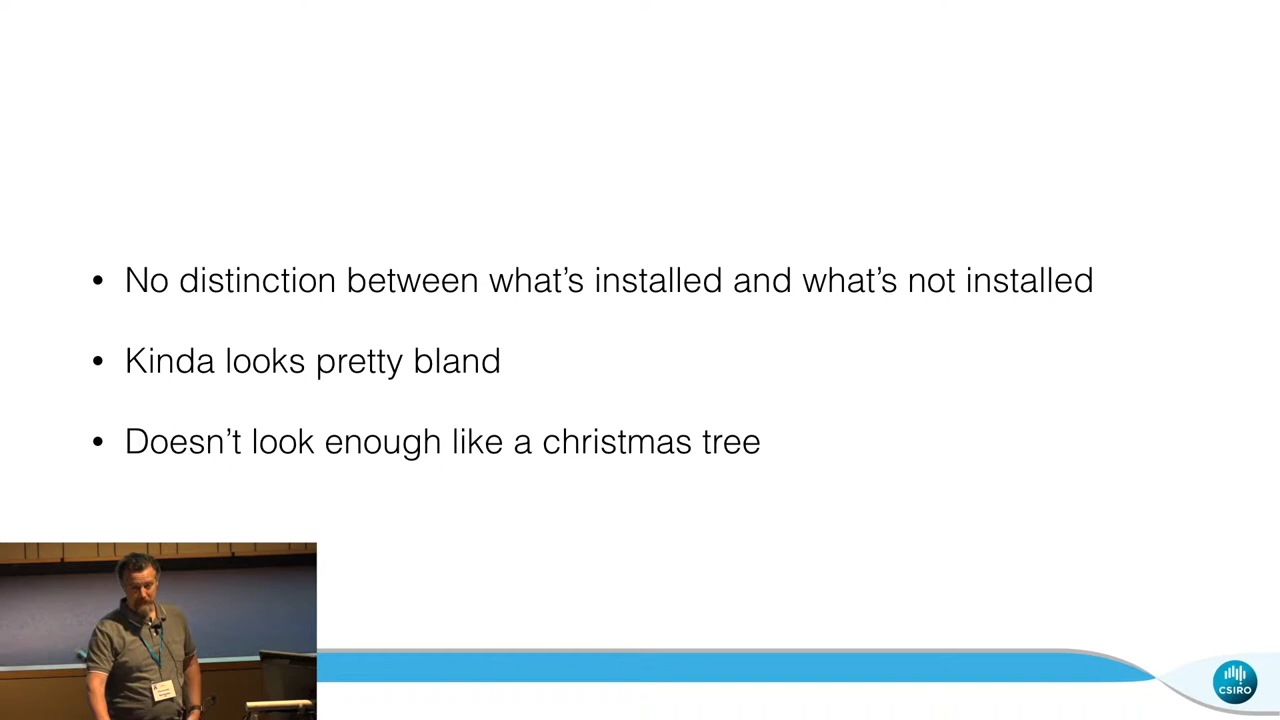 • No distinction between what’s installed and what’s not installed
• Kinda looks pretty bland
• Doesn’t look enough like a christmas tree
CSIRO